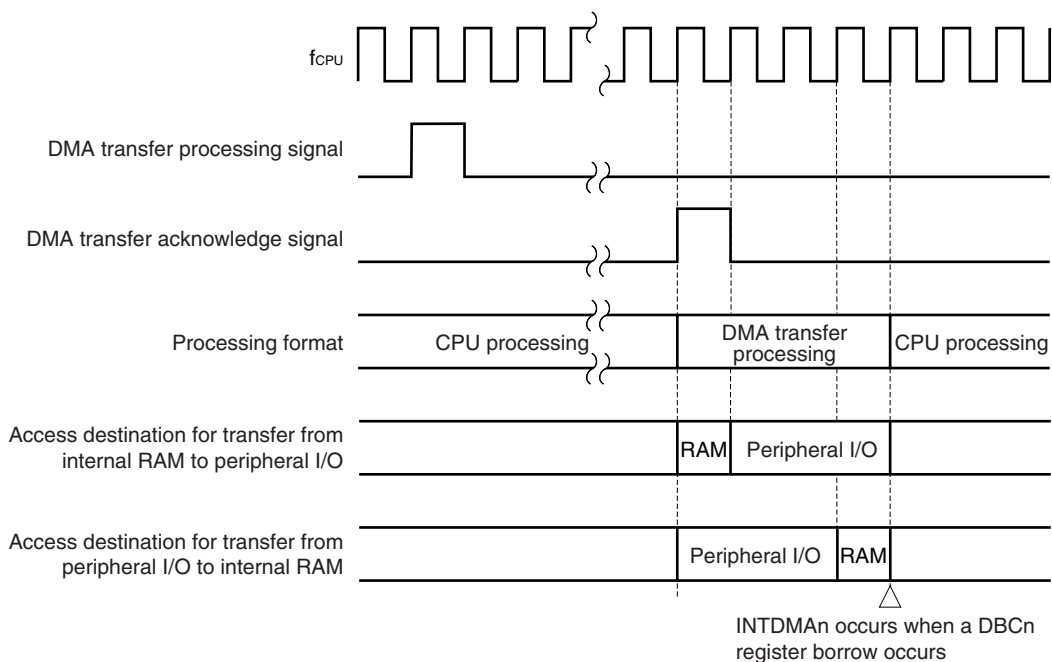 fCPU
DMA transfer processing signal
DMA transfer acknowledge signal
Processing format
CPU processing
DMA transfer
processing
CPU processing
Access destination for transfer from
internal RAM to peripheral I/O
RAM
Peripheral I/O
Access destination for transfer from
peripheral I/O to internal RAM
Peripheral I/O
RAM
INTDMAn occurs when a DBCn
register borrow occurs